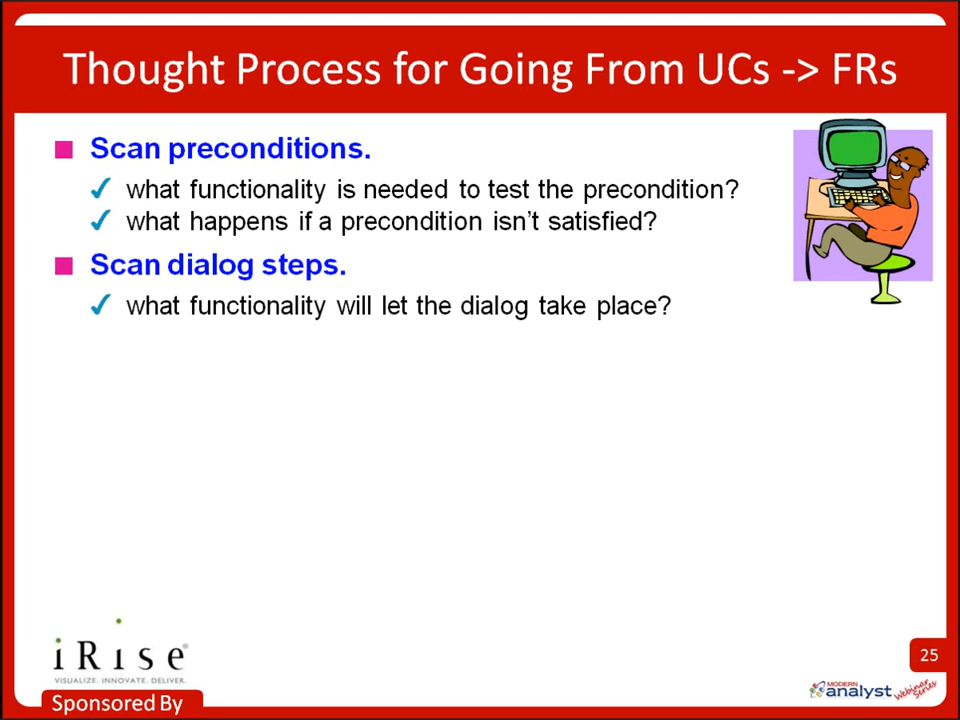 Thought Process for Going From UCs -> FRs
Scan preconditions.
what functionality is needed to test the precondition?
what happens if a precondition isn't satisfied?
Scan dialog steps.
what functionality will let the dialog take place?
iRise®
VISUALIZE. INNOVATE. DELIVER.
Sponsored By
25
MODERN
analyst
Webinar
Series